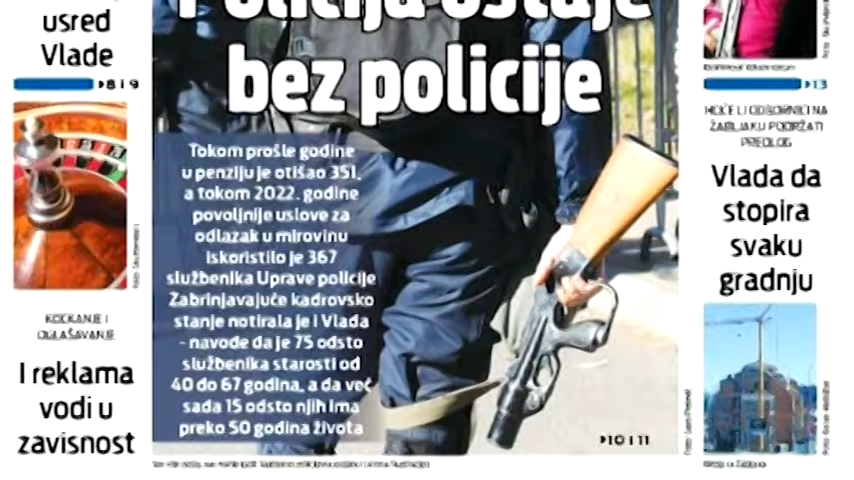 usred
Vlade
8 i 9
KOCKANJE I
OGLAŠAVANJE
I reklama
vodi u
zavisnost
Policija ostaje
bez policije
Tokom prošle godine
u penziju je otišao 351,
a tokom 2022. godine
povoljnije uslove za
odlazak u mirovinu
iskoristilo je 367
službenika Uprave policije
Zabrinjavajuće kadrovsko
stanje notirala je i Vlada
- navode da je 75 odsto
službenika starosti od
40 do 67 godina, a da već
sada 15 odsto njih ima
preko 50 godina života
10 i 11
13
HOĆE LI ODBORNICI NA
ŽABLJAKU PODRŽATI
PREDLOG
Vlada da
stopira
svaku
gradnju